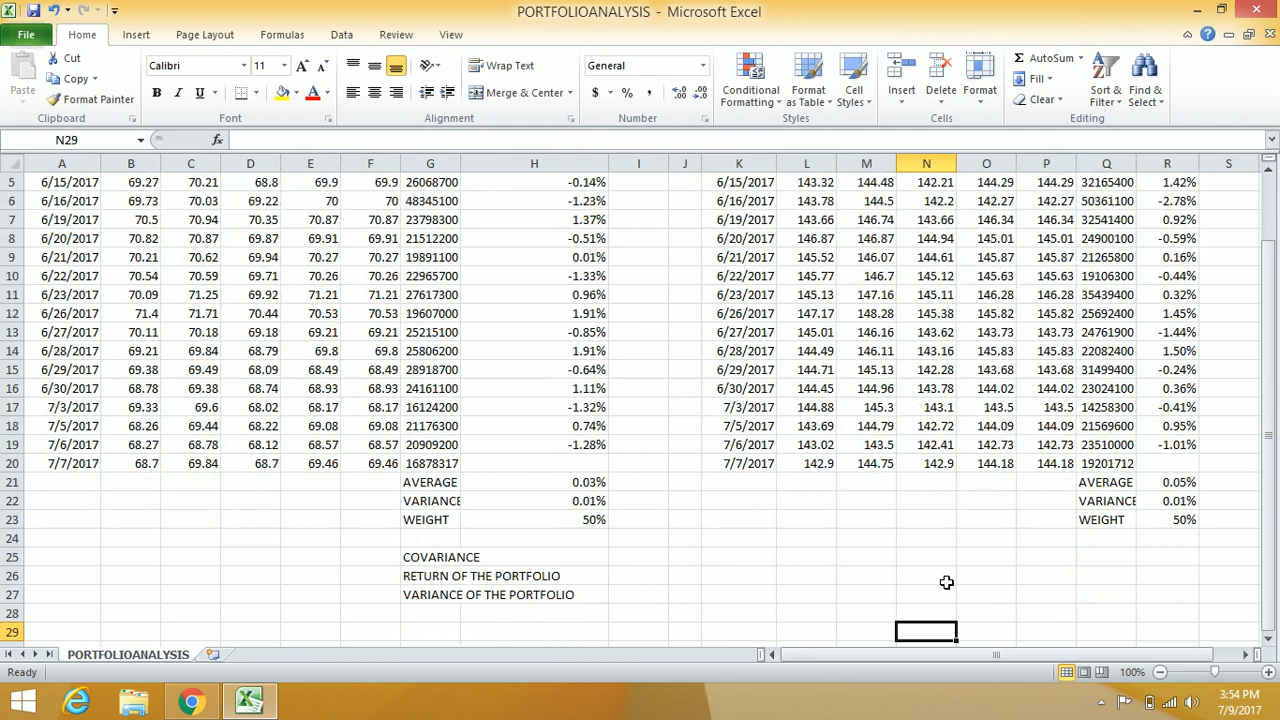 PORTFOLIOANALYSIS - Microsoft Excel
File Home Insert Page Layout Formulas Data Review View
Paste Cut Copy Format Painter
Calibri 11 Wrap Text Merge & Center General
B I U $ % , Conditional Formatting Format as Table Cell Styles Insert Delete Format AutoSum Fill Clear Sort & Filter Find & Select
Clipboard Font Alignment Number Styles Cells Editing
N29 fx
A B C D E F G H I J K L M N O P Q R S
5 6/15/2017 69.27 70.21 68.8 69.9 69.9 26068700 -0.14% 6/15/2017 143.32 144.48 142.21 144.29 144.29 32165400 1.42%
6 6/16/2017 69.73 70.03 69.22 70 70 48345100 -1.23% 6/16/2017 143.78 144.5 142.2 142.27 142.27 50361100 -2.78%
7 6/19/2017 70.5 70.94 70.35 70.87 70.87 23798300 1.37% 6/19/2017 143.66 146.74 143.66 146.34 146.34 32541400 0.92%
8 6/20/2017 70.82 70.87 69.87 69.91 69.91 21512200 -0.51% 6/20/2017 146.87 146.87 144.94 145.01 145.01 24900100 -0.59%
9 6/21/2017 70.21 70.62 69.94 70.27 70.27 19891100 0.01% 6/21/2017 145.52 146.07 144.61 145.87 145.87 21265800 0.16%
10 6/22/2017 70.54 70.59 69.71 70.26 70.26 22965700 -1.33% 6/22/2017 145.77 146.7 145.12 145.63 145.63 19106300 -0.44%
11 6/23/2017 70.09 71.25 69.92 71.21 71.21 27617300 0.96% 6/23/2017 145.13 147.16 145.11 146.28 146.28 35439400 0.32%
12 6/26/2017 71.4 71.71 70.44 70.53 70.53 19607000 1.91% 6/26/2017 147.17 148.28 145.38 145.82 145.82 25692400 1.45%
13 6/27/2017 70.11 70.18 69.18 69.21 69.21 25215100 -0.85% 6/27/2017 145.01 146.16 143.62 143.73 143.73 24761900 -1.44%
14 6/28/2017 69.21 69.84 68.79 69.8 69.8 25806200 1.91% 6/28/2017 144.49 146.11 143.16 145.83 145.83 22082400 1.50%
15 6/29/2017 69.38 69.49 68.09 68.49 68.49 28918700 -0.64% 6/29/2017 144.71 145.13 142.28 143.68 143.68 31499400 -0.24%
16 6/30/2017 68.78 69.38 68.74 68.93 68.93 24161100 1.11% 6/30/2017 144.45 144.96 143.78 144.02 144.02 23024100 0.36%
17 7/3/2017 69.33 69.6 68.02 68.17 68.17 16124200 -1.32% 7/3/2017 144.88 145.3 143.1 143.5 143.5 14258300 -0.41%
18 7/5/2017 68.26 69.44 68.22 69.08 69.08 21176300 0.74% 7/5/2017 143.69 144.79 142.72 144.09 144.09 21569600 0.95%
19 7/6/2017 68.27 68.78 68.12 68.57 68.57 20909200 -1.28% 7/6/2017 143.02 143.5 142.41 142.73 142.73 23510000 -1.01%
20 7/7/2017 68.7 69.84 68.7 69.46 69.46 16878317 7/7/2017 142.9 144.75 142.9 144.18 144.18 19201712
21 AVERAGE 0.03% AVERAGE 0.05%
22 VARIANCE 0.01% VARIANCE 0.01%
23 WEIGHT 50% WEIGHT 50%
24
25 COVARIANCE
26 RETURN OF THE PORTFOLIO
27 VARIANCE OF THE PORTFOLIO
28
29
PORTFOLIOANALYSIS
Ready 100%
3:54 PM
7/9/2017